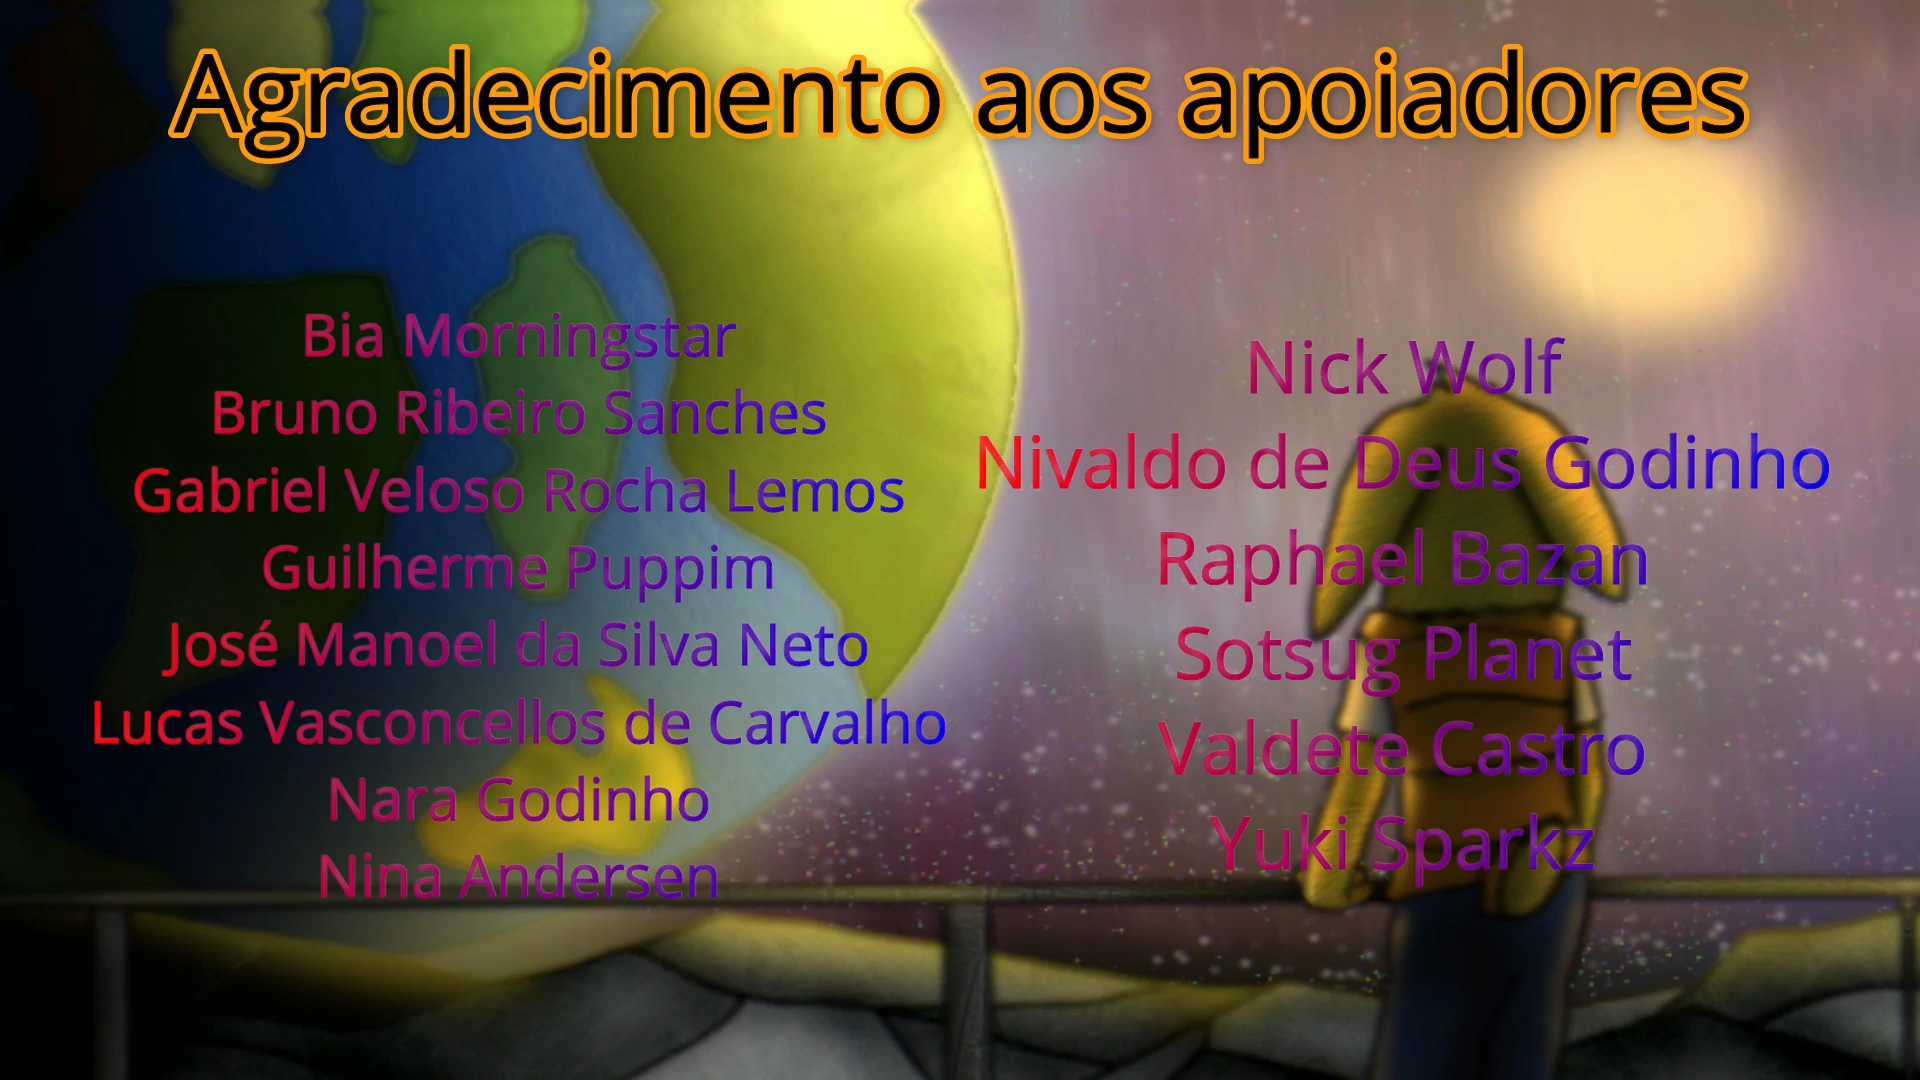 Agradecimento aos apoiadores
Bia Morningstar
Bruno Ribeiro Sanches
Gabriel Veloso Rocha Lemos
Guilherme Puppim
José Manoel da Silva Neto
Lucas Vasconcellos de Carvalho
Nara Godinho
Nina Andersen
Nick Wolf
Nivaldo de Deus Godinho
Raphael Bazan
Sotsug Planet
Valdete Castro
Yuki Sparkz